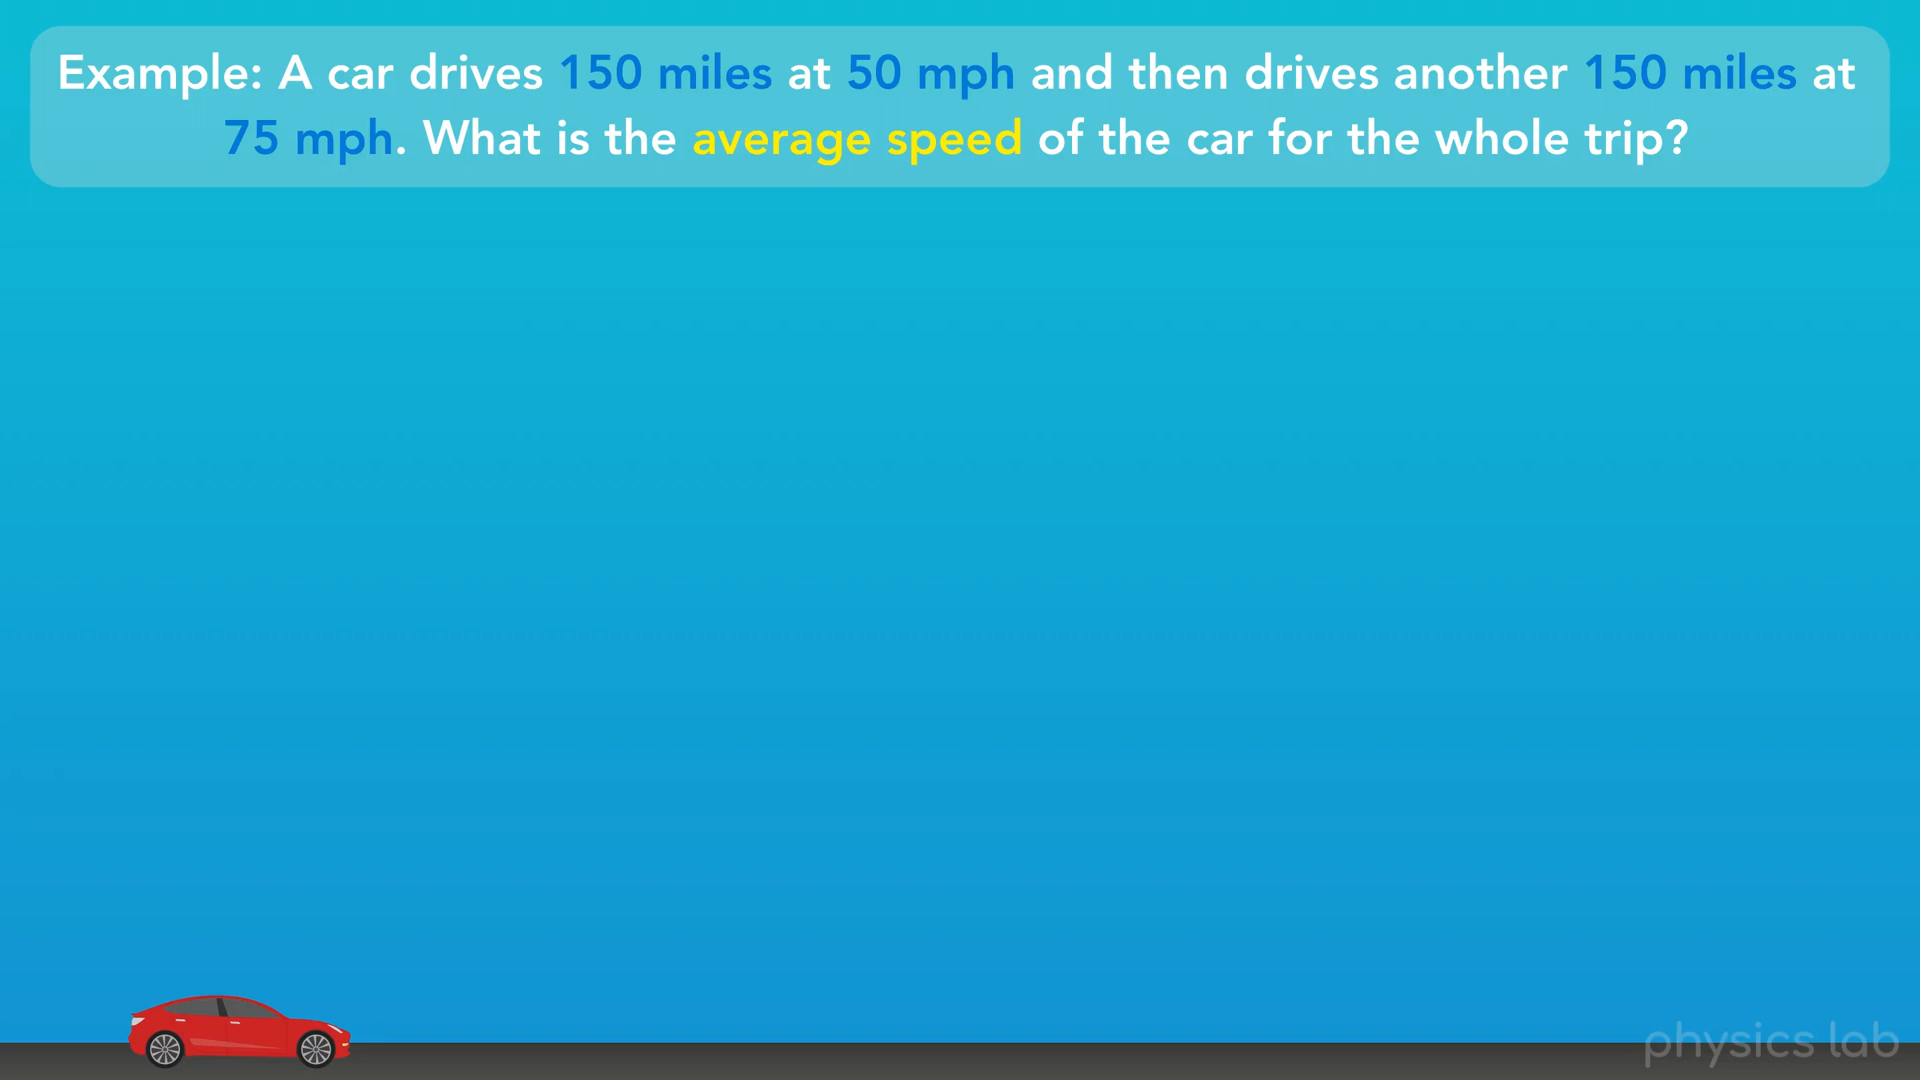 Example: A car drives 150 miles at 50 mph and then drives another 150 miles at
75 mph. What is the average speed of the car for the whole trip?
physics lab